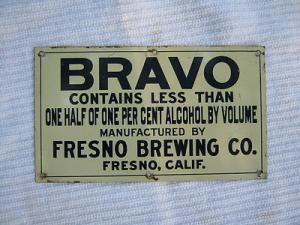 BRAVO
CONTAINS LESS THAN
ONE HALF OF ONE PER CENT ALCOHOL BY VOLUME
MANUFACTURED BY
FRESNO BREWING CO.
FRESNO, CALIF.